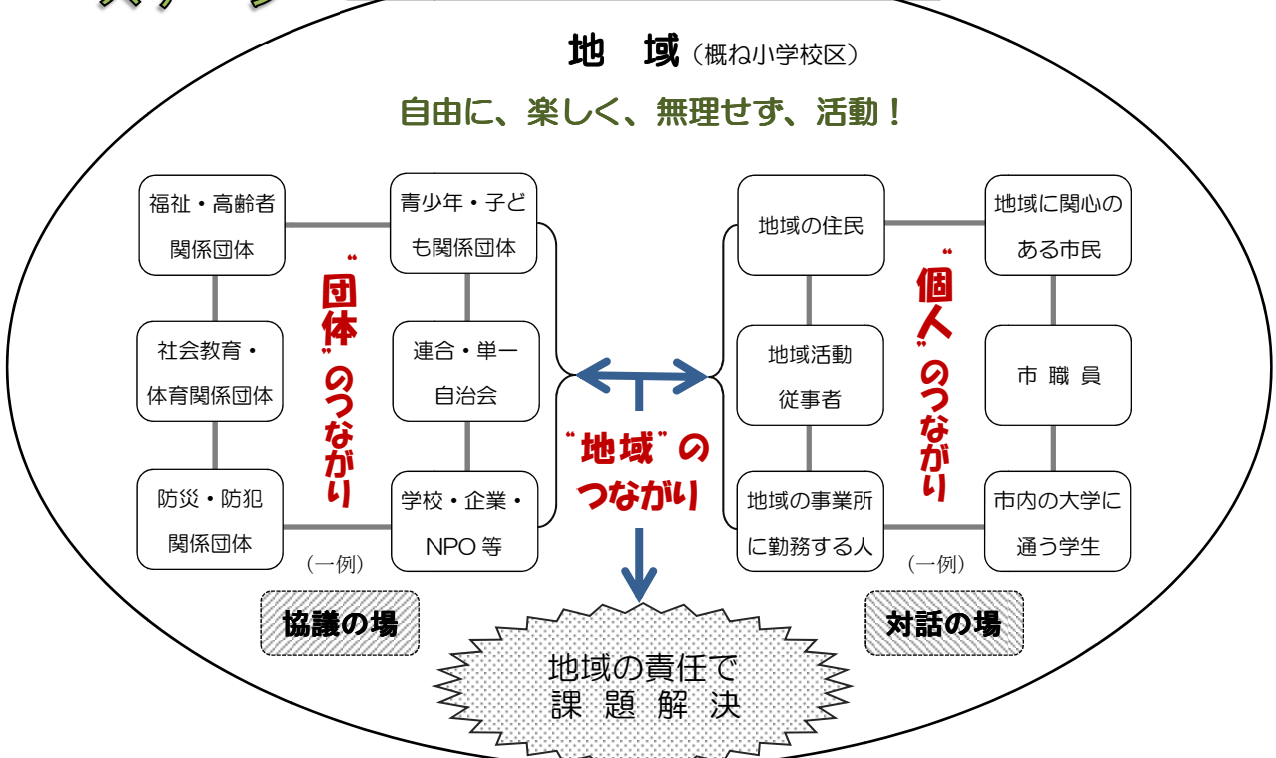 地　域（概ね小学校区）
自由に、楽しく、無理せず、活動！
福祉・高齢者
関係団体
青少年・子ど
も関係団体
社会教育・
体育関係団体
連合・単一
自治会
防災・防犯
関係団体
学校・企業・
NPO 等
“団体”のつながり
（一例）
協議の場
“地域”の
つながり
地域の住民
地域に関心の
ある市民
地域活動
従事者
市 職 員
地域の事業所
に勤務する人
市内の大学に
通う学生
“個人”のつながり
（一例）
対話の場
地域の責任で
課 題 解 決